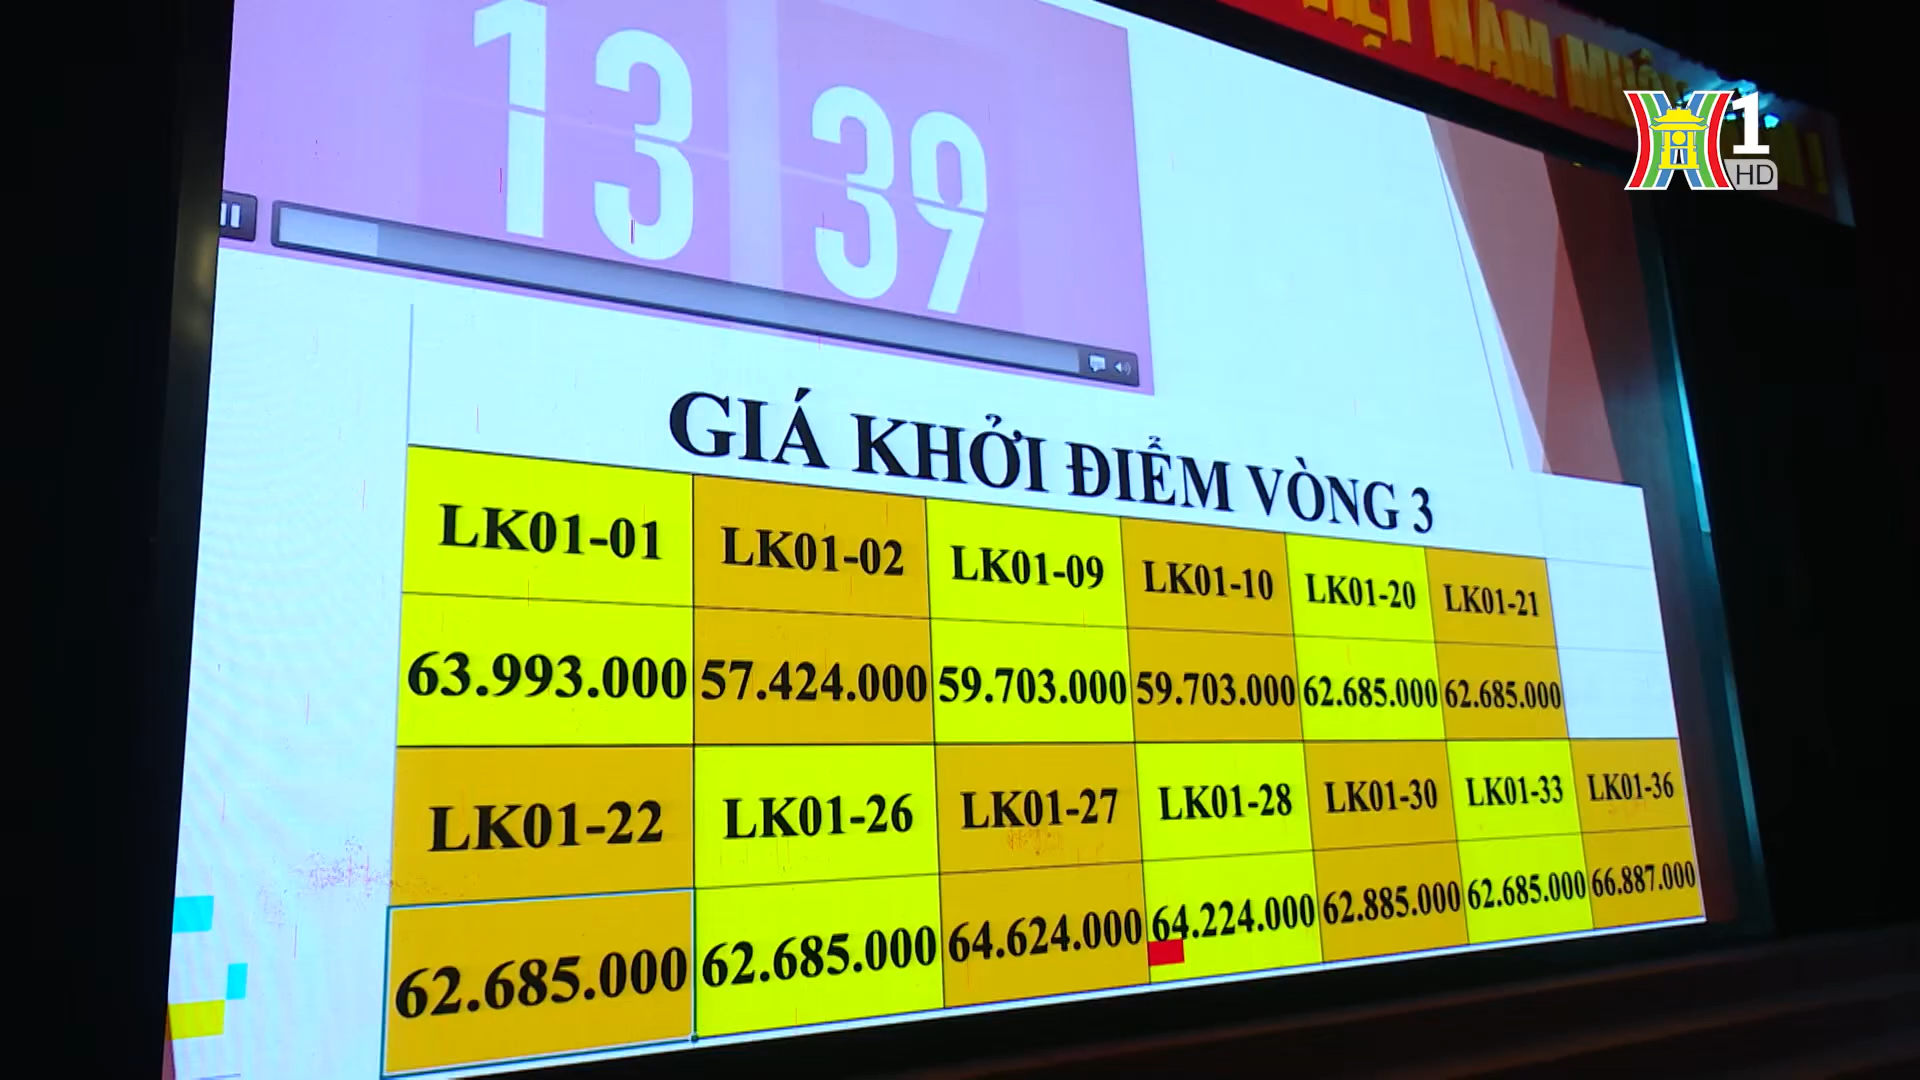 VIỆT NAM
1
HD
13 39
GIÁ KHỞI ĐIỂM VÒNG 3
LK01-01 LK01-02 LK01-09 LK01-10 LK01-20 LK01-21
63.993.000 57.424.000 59.703.000 59.703.000 62.685.000 62.685.000
LK01-22 LK01-26 LK01-27 LK01-28 LK01-30 LK01-33 LK01-36
62.685.000 62.685.000 64.624.000 64.224.000 62.885.000 62.685.000 66.887.000